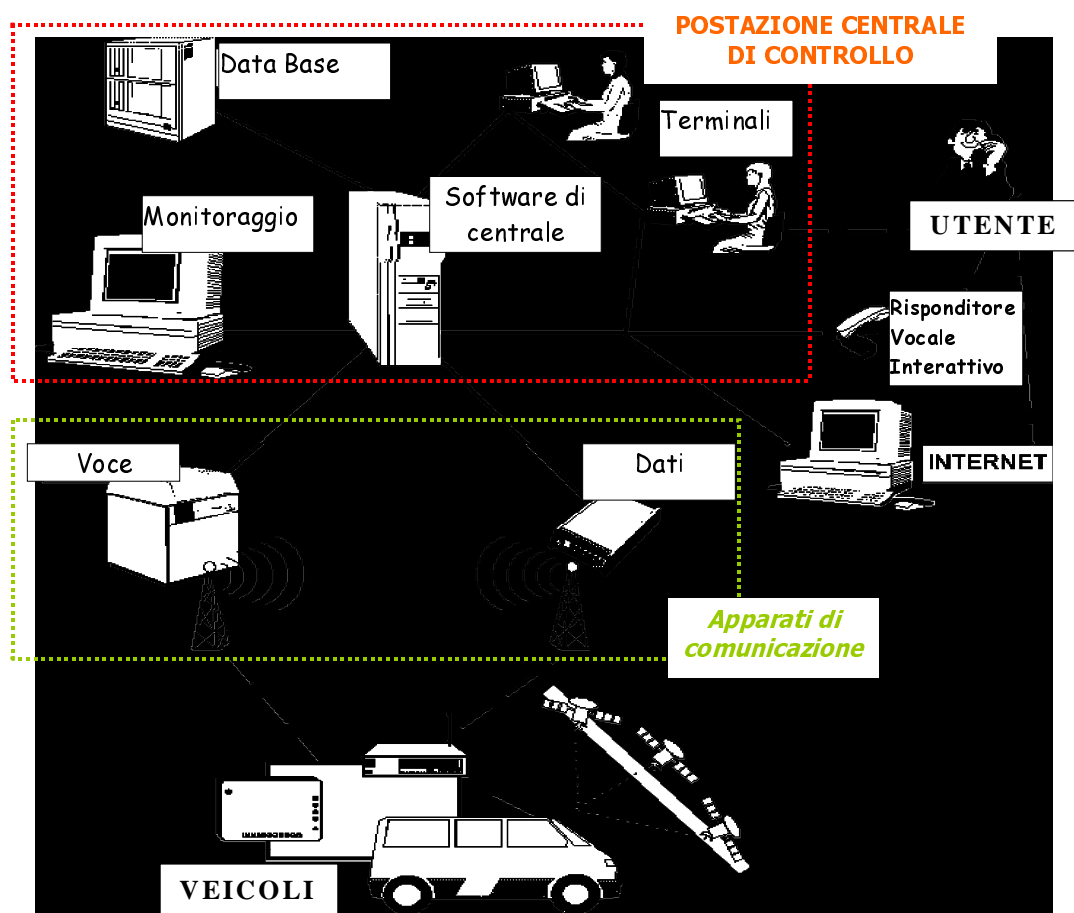 POSTAZIONE CENTRALE
DI CONTROLLO
Data Base
Terminali
Monitoraggio
Software di
centrale
UTENTE
Risponditore
Vocale
Interattivo
Voce
Dati
INTERNET
Apparati di
comunicazione
VEICOLI